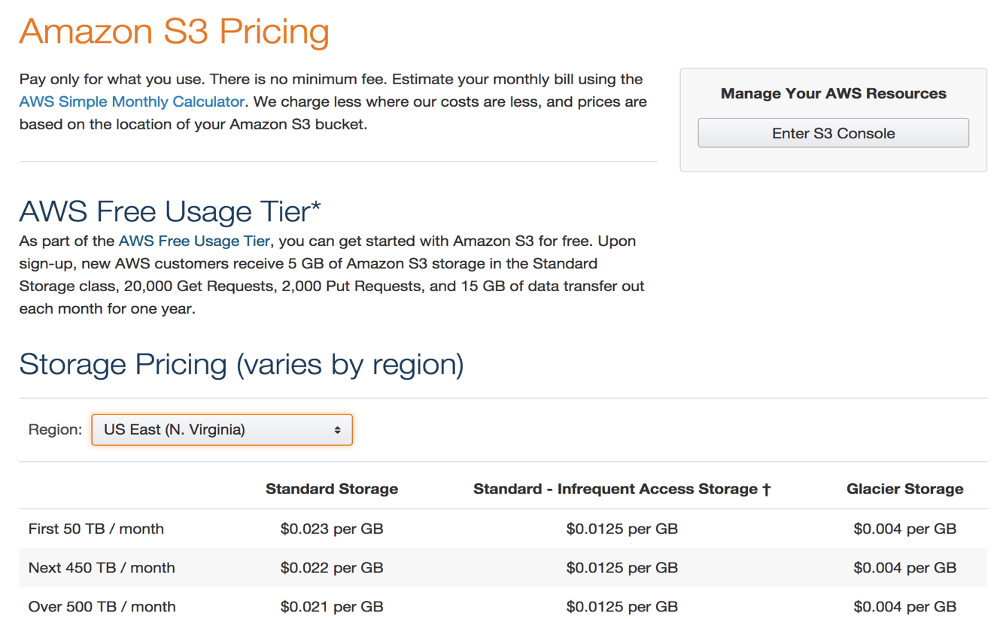 Amazon S3 Pricing
Pay only for what you use. There is no minimum fee. Estimate your monthly bill using the
AWS Simple Monthly Calculator. We charge less where our costs are less, and prices are
based on the location of your Amazon S3 bucket.
Manage Your AWS Resources
Enter S3 Console
AWS Free Usage Tier*
As part of the AWS Free Usage Tier, you can get started with Amazon S3 for free. Upon
sign-up, new AWS customers receive 5 GB of Amazon S3 storage in the Standard
Storage class, 20,000 Get Requests, 2,000 Put Requests, and 15 GB of data transfer out
each month for one year.
Storage Pricing (varies by region)
Region: US East (N. Virginia)
Standard Storage Standard - Infrequent Access Storage † Glacier Storage
First 50 TB / month $0.023 per GB $0.0125 per GB $0.004 per GB
Next 450 TB / month $0.022 per GB $0.0125 per GB $0.004 per GB
Over 500 TB / month $0.021 per GB $0.0125 per GB $0.004 per GB